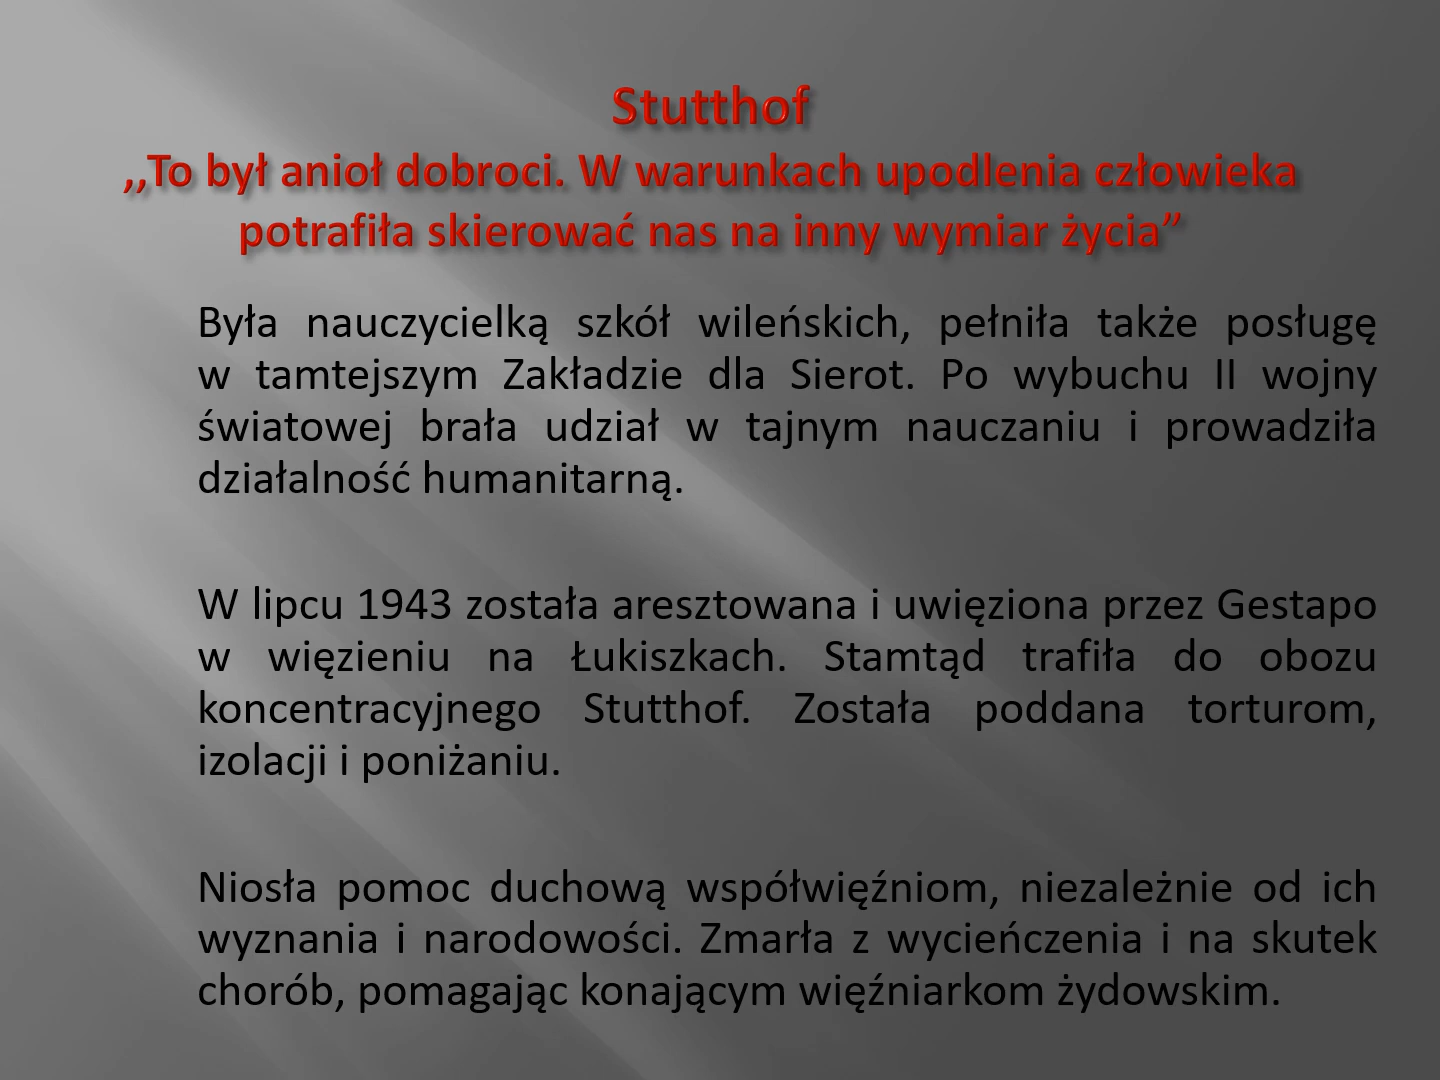 Stutthof
,,To był anioł dobroci. W warunkach upodlenia człowieka
potrafiła skierować nas na inny wymiar życia”
Była nauczycielką szkół wileńskich, pełniła także posługę
w tamtejszym Zakładzie dla Sierot. Po wybuchu II wojny
światowej brała udział w tajnym nauczaniu i prowadziła
działalność humanitarną.
W lipcu 1943 została aresztowana i uwięziona przez Gestapo
w więzieniu na Łukiszkach. Stamtąd trafiła do obozu
koncentracyjnego Stutthof. Została poddana torturom,
izolacji i poniżaniu.
Niosła pomoc duchową współwięźniom, niezależnie od ich
wyznania i narodowości. Zmarła z wycieńczenia i na skutek
chorób, pomagając konającym więźniarkom żydowskim.